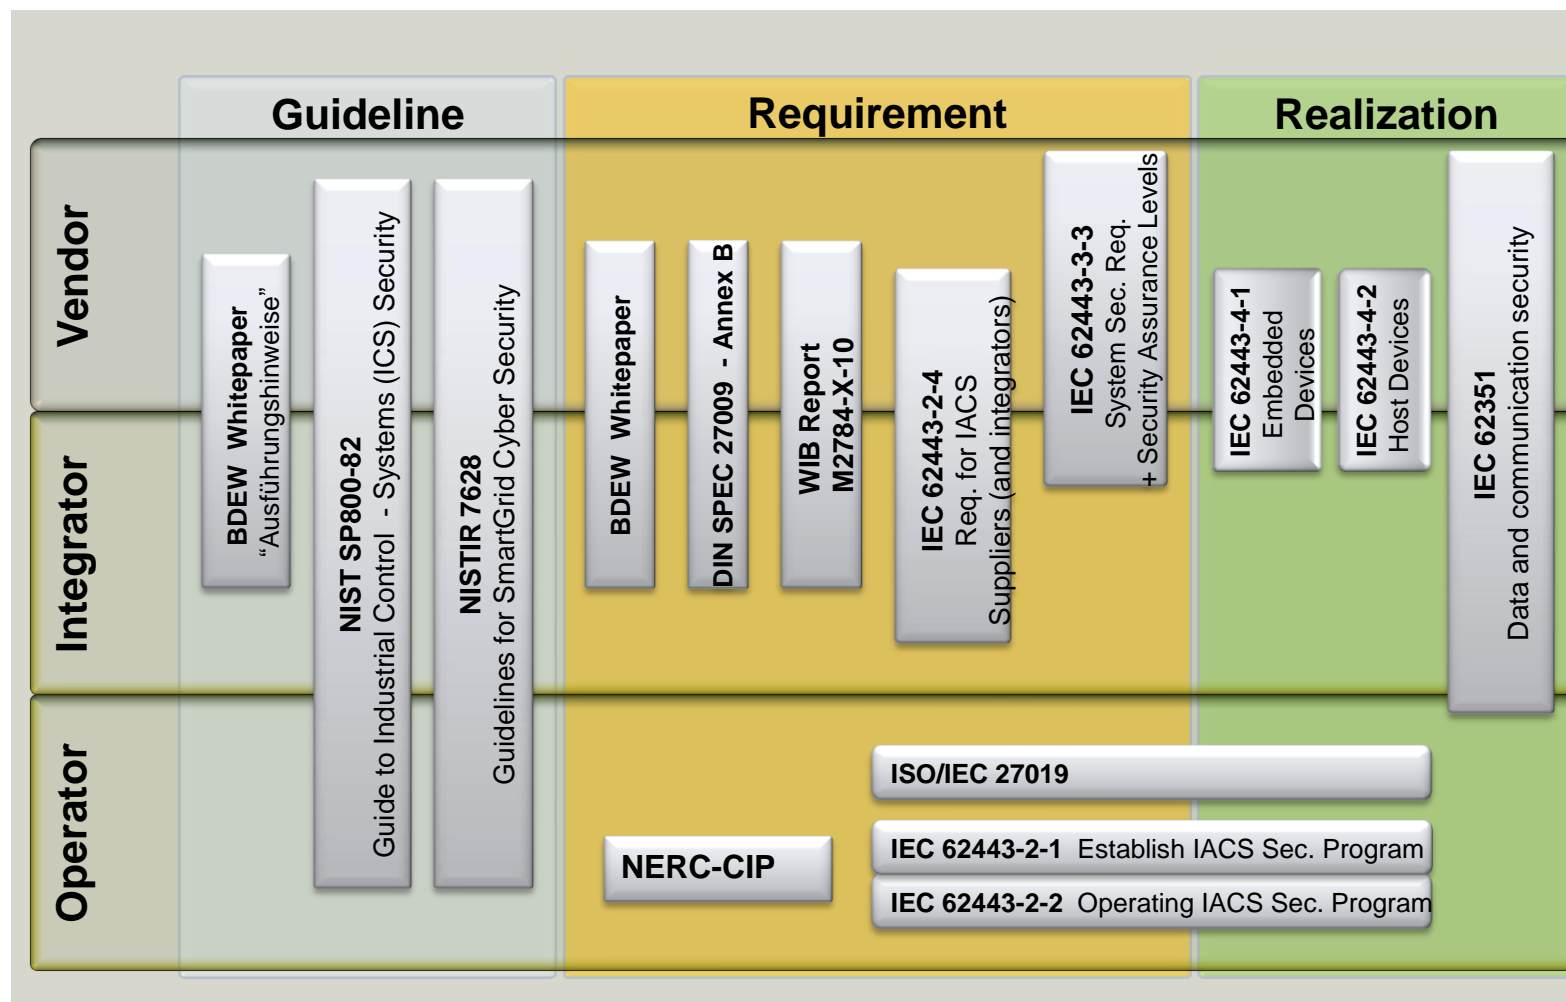 Guideline
Requirement
Realization
Vendor
Integrator
Operator
BDEW Whitepaper
“Ausführungshinweise”
NIST SP800-82
Guide to Industrial Control - Systems (ICS) Security
NISTIR 7628
Guidelines for SmartGrid Cyber Security
BDEW Whitepaper
DIN SPEC 27009 - Annex B
WIB Report
M2784-X-10
IEC 62443-2-4
Req. for IACS
Suppliers (and integrators)
IEC 62443-3-3
System Sec. Req.
+ Security Assurance Levels
IEC 62443-4-1
Embedded
Devices
IEC 62443-4-2
Host Devices
IEC 62351
Data and communication security
ISO/IEC 27019
NERC-CIP
IEC 62443-2-1 Establish IACS Sec. Program
IEC 62443-2-2 Operating IACS Sec. Program